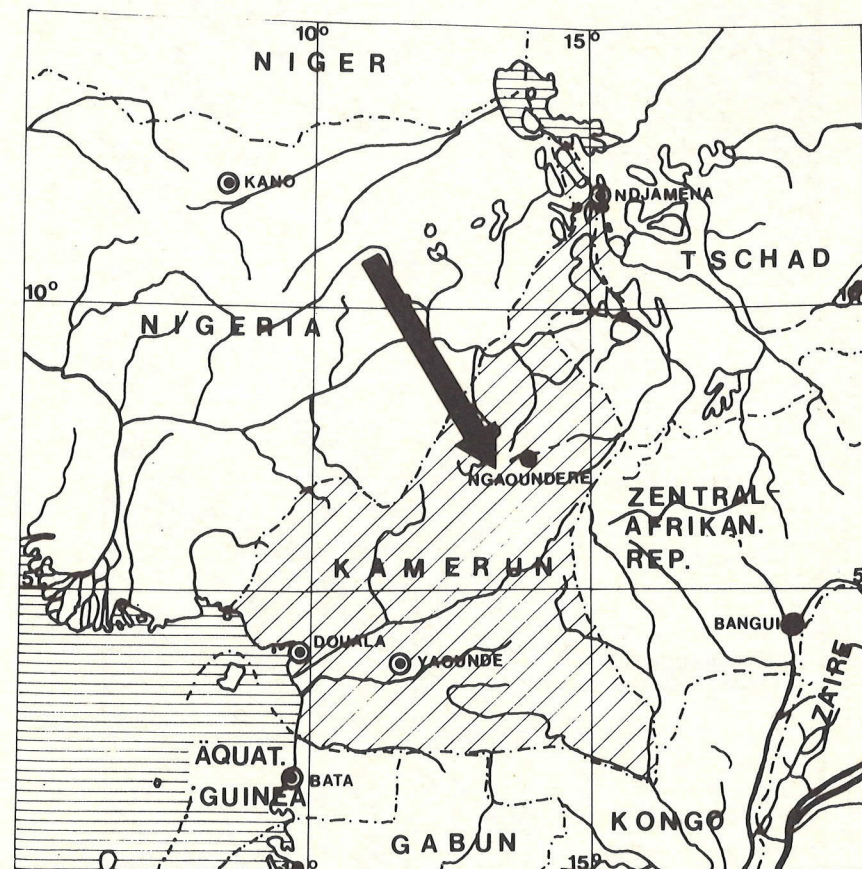 10°
15°
NIGER
KANO
NDJAMENA
TSCHAD
10°
NIGERIA
NGAOUNDERE
ZENTRAL-
AFRIKAN.
REP.
KAMERUN
5°
BANGUI
DOUALA
YAOUNDE
ZAIRE
ÄQUAT.
GUINEA
BATA
KONGO
GABUN
15°